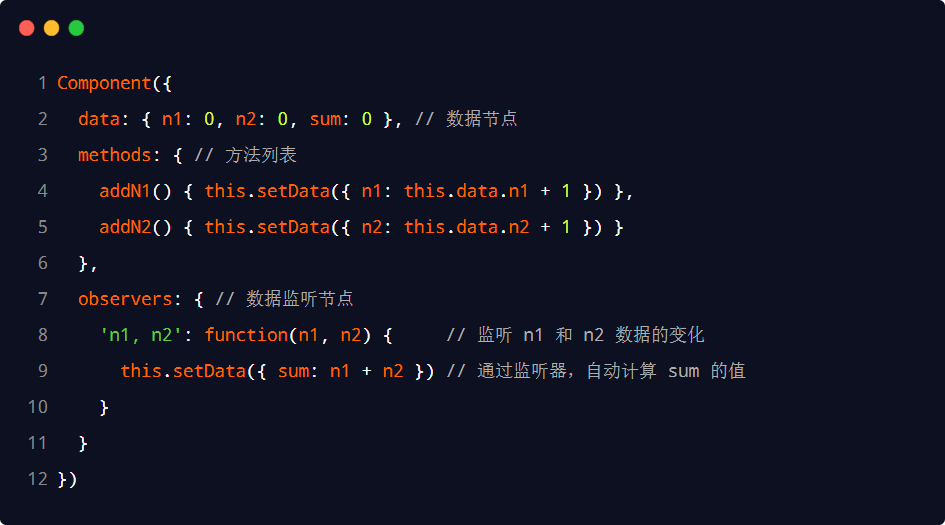 1 Component({
2 data: { n1: 0, n2: 0, sum: 0 }, // 数据节点
3 methods: { // 方法列表
4 addN1() { this.setData({ n1: this.data.n1 + 1 }) },
5 addN2() { this.setData({ n2: this.data.n2 + 1 }) }
6 },
7 observers: { // 数据监听节点
8 'n1, n2': function(n1, n2) { // 监听 n1 和 n2 数据的变化
9 this.setData({ sum: n1 + n2 }) // 通过监听器，自动计算 sum 的值
10 }
11 }
12 })